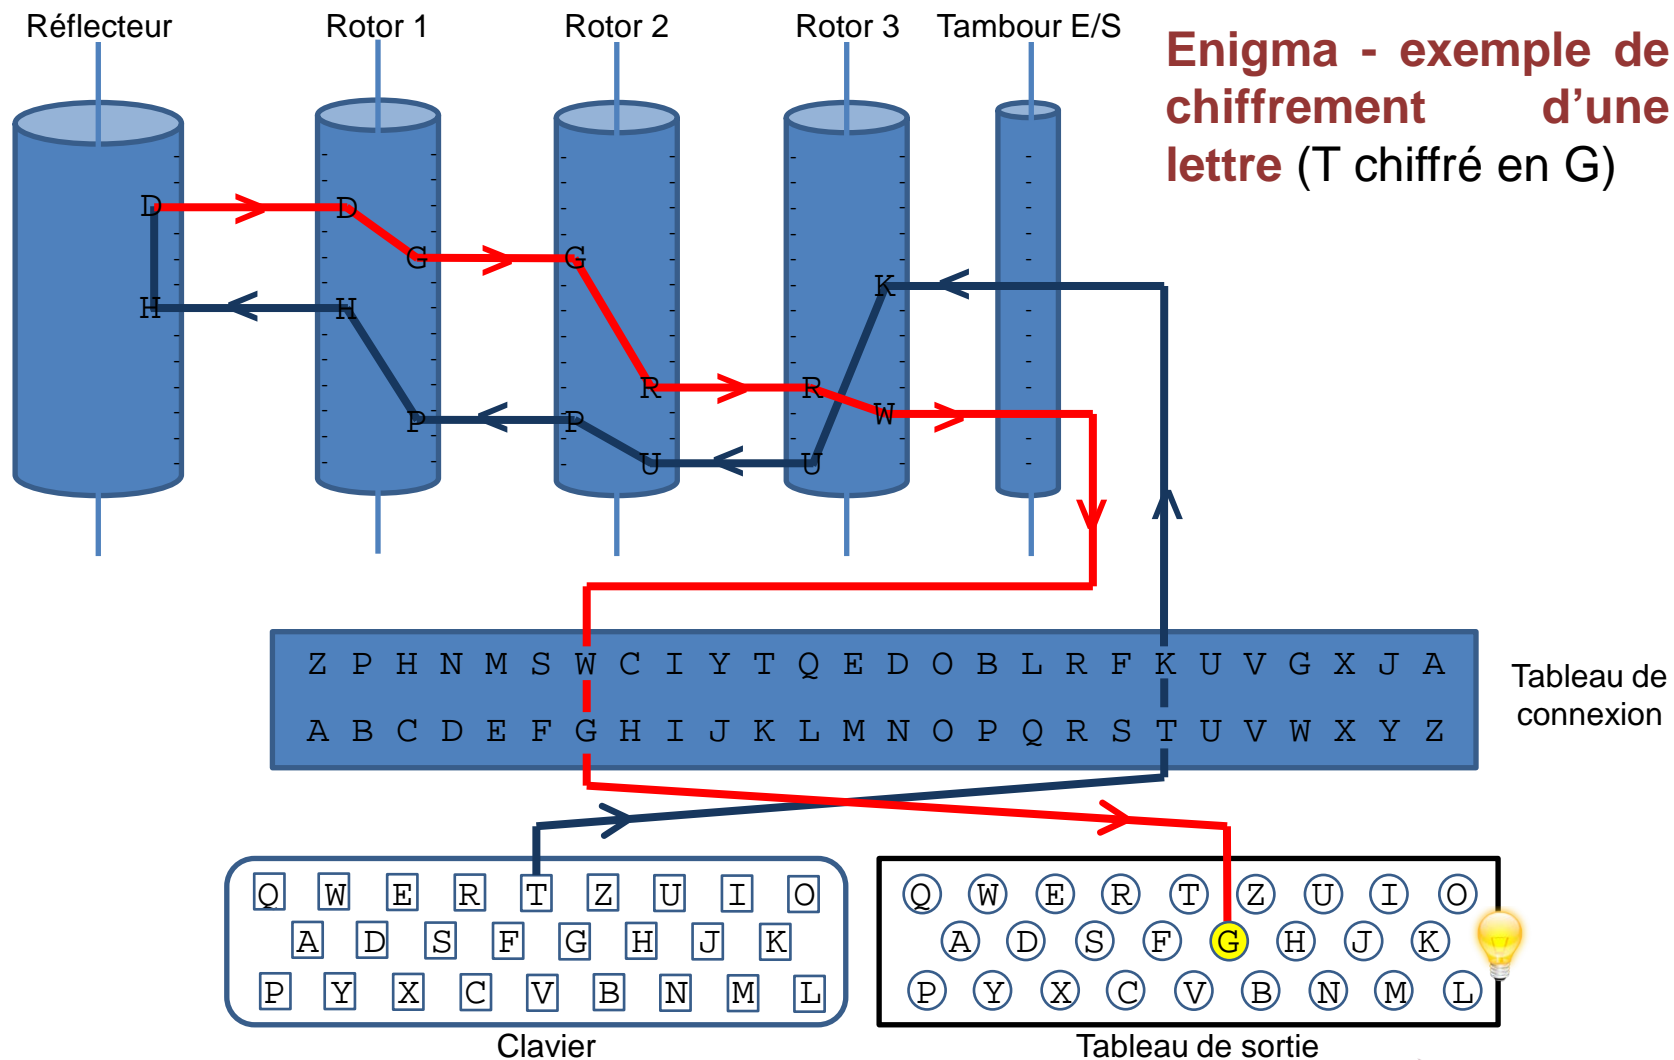 Réflecteur Rotor 1 Rotor 2 Rotor 3 Tambour E/S
Enigma - exemple de
chiffrement d’une
lettre (T chiffré en G)
D D
G G
K
H H
R R
W
P P
U U
Z P H N M S W C I Y T Q E D O B L R F K U V G X J A
A B C D E F G H I J K L M N O P Q R S T U V W X Y Z
Tableau de
connexion
Q W E R T Z U I O
A D S F G H J K
P Y X C V B N M L
Clavier
Q W E R T Z U I O
A D S F G H J K
P Y X C V B N M L
Tableau de sortie